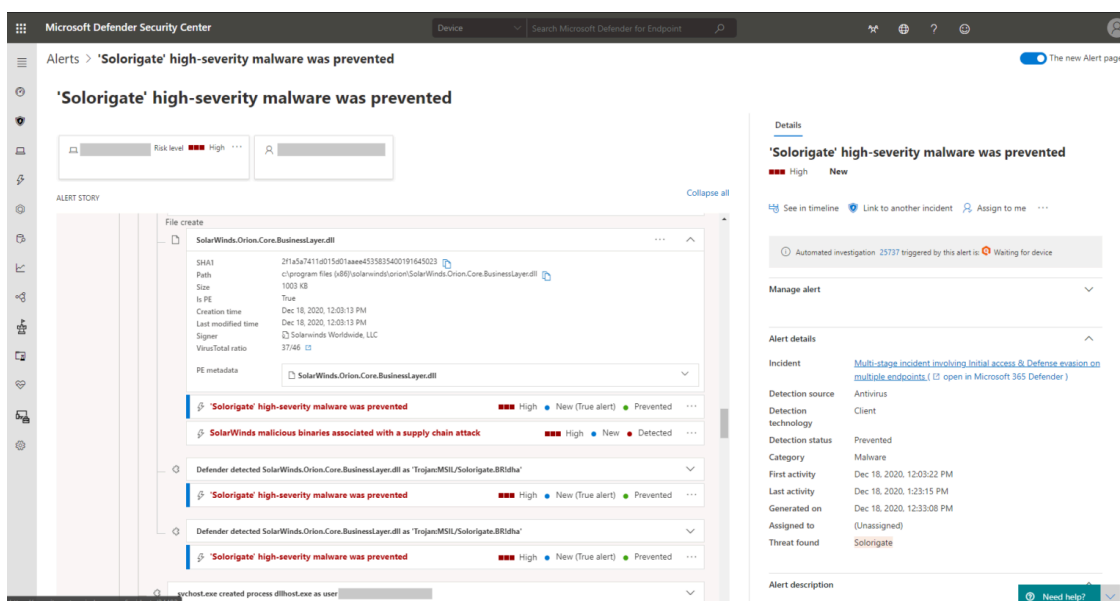 Microsoft Defender Security Center
Device
Search Microsoft Defender for Endpoint
Alerts > 'Solorigate' high-severity malware was prevented
The new Alert page
'Solorigate' high-severity malware was prevented
Risk level High
ALERT STORY
Collapse all
File create
SolarWinds.Orion.Core.BusinessLayer.dll
SHA1 2f1a5a7411d015d01aaee4535835400191645023
Path c:\program files (x86)\solarwinds\orion\SolarWinds.Orion.Core.BusinessLayer.dll
Size 1003 KB
Is PE True
Creation time Dec 18, 2020, 12:03:13 PM
Last modified time Dec 18, 2020, 12:03:13 PM
Signer Solarwinds Worldwide, LLC
VirusTotal ratio 37/46
PE metadata SolarWinds.Orion.Core.BusinessLayer.dll
'Solorigate' high-severity malware was prevented High New (True alert) Prevented
SolarWinds malicious binaries associated with a supply chain attack High New Detected
Defender detected SolarWinds.Orion.Core.BusinessLayer.dll as 'Trojan:MSIL/Solorigate.BR!dha'
'Solorigate' high-severity malware was prevented High New (True alert) Prevented
Defender detected SolarWinds.Orion.Core.BusinessLayer.dll as 'Trojan:MSIL/Solorigate.BR!dha'
'Solorigate' high-severity malware was prevented High New (True alert) Prevented
svchost.exe created process dllhost.exe as user
Details
'Solorigate' high-severity malware was prevented
High New
See in timeline Link to another incident Assign to me
Automated investigation 25737 triggered by this alert is: Waiting for device
Manage alert
Alert details
Incident Multi-stage incident involving Initial access & Defense evasion on
multiple endpoints ( open in Microsoft 365 Defender )
Detection source Antivirus
Detection Client
technology
Detection status Prevented
Category Malware
First activity Dec 18, 2020, 12:03:22 PM
Last activity Dec 18, 2020, 1:23:15 PM
Generated on Dec 18, 2020, 12:33:08 PM
Assigned to (Unassigned)
Threat found Solorigate
Alert description
Need help?